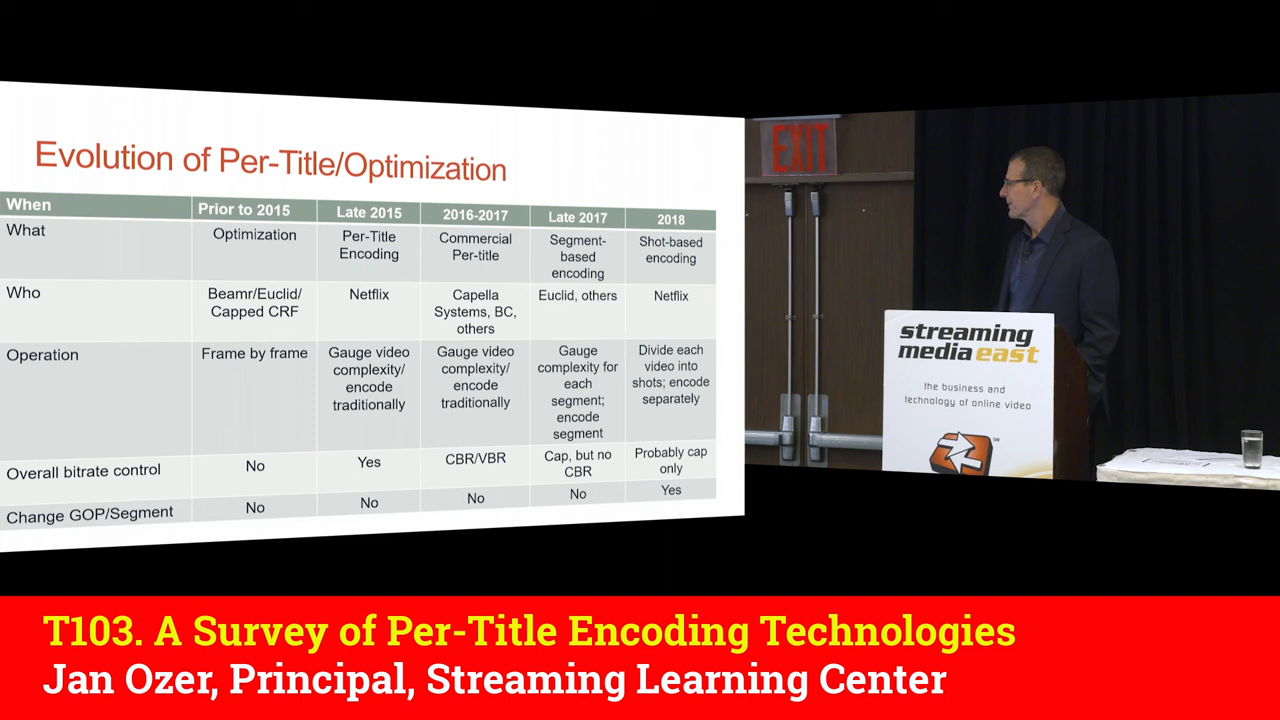 Evolution of Per-Title/Optimization
When Prior to 2015 Late 2015 2016-2017 Late 2017 2018
What Optimization Per-Title Encoding Commercial Per-title Segment-based encoding Shot-based encoding
Who Beamr/Euclid/ Capped CRF Netflix Capella Systems, BC, others Euclid, others Netflix
Operation Frame by frame Gauge video complexity/ encode traditionally Gauge video complexity/ encode traditionally Gauge complexity for each segment; encode segment Divide each video into shots; encode separately
Overall bitrate control No Yes CBR/VBR Cap, but no CBR Probably cap only
Change GOP/Segment No No No No Yes
EXIT
streaming
media east
the business and
technology of online video
T103. A Survey of Per-Title Encoding Technologies
Jan Ozer, Principal, Streaming Learning Center